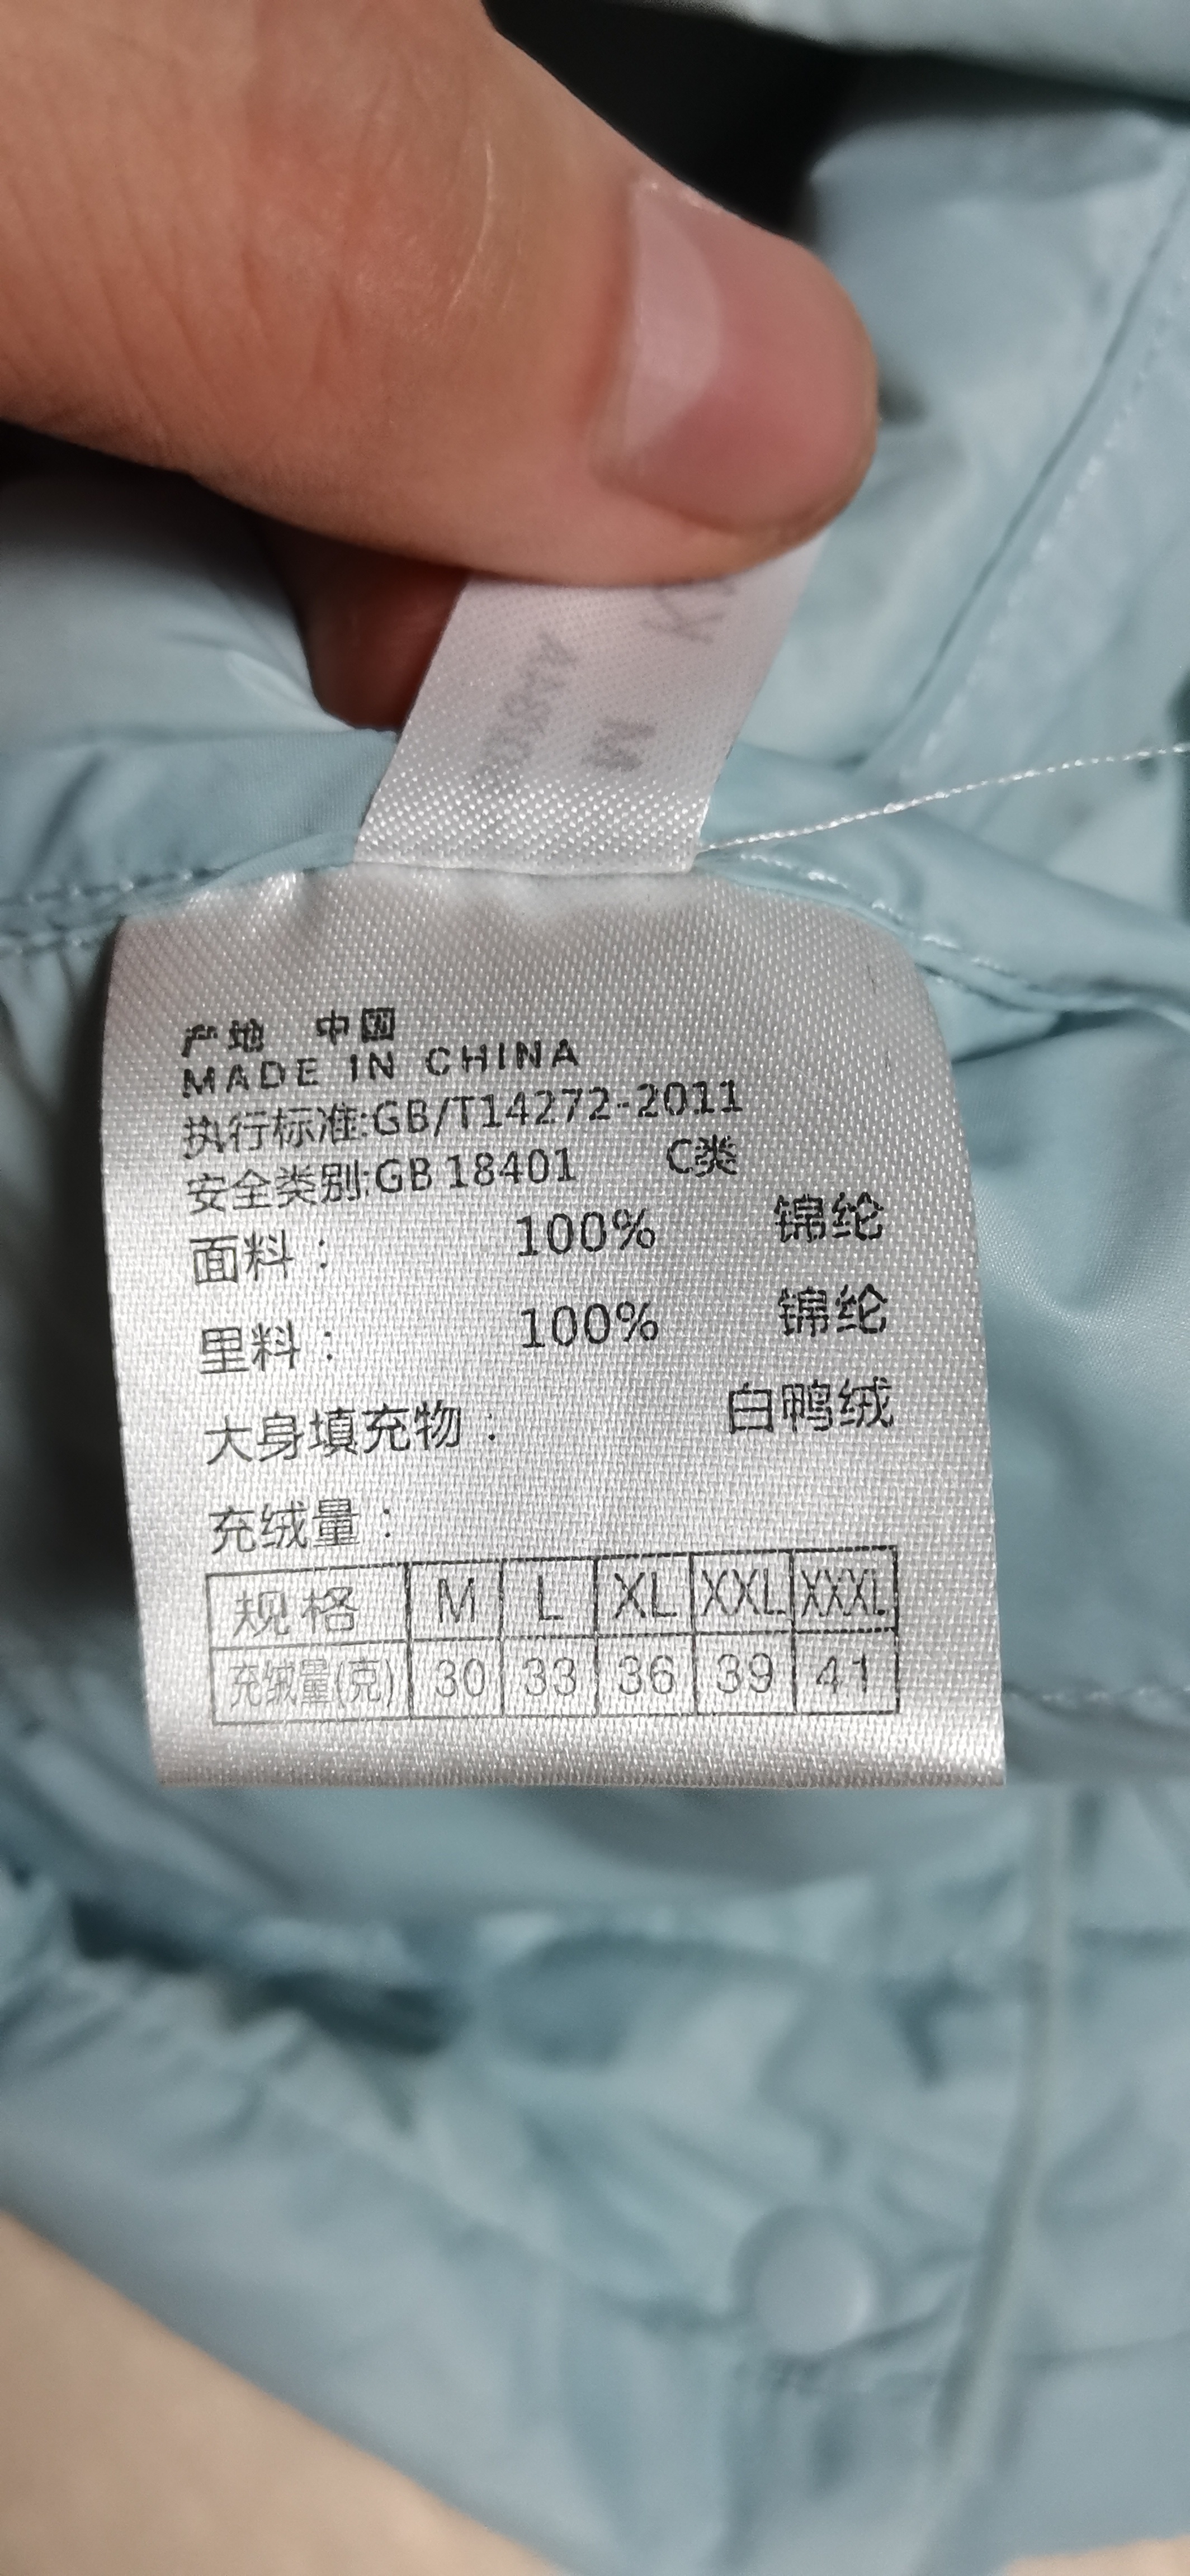 产地 中国
MADE IN CHINA
执行标准:GB/T14272-2011
安全类别:GB 18401 C类
面料: 100% 锦纶
里料: 100% 锦纶
大身填充物: 白鸭绒
充绒量:
规格 M L XL XXL XXXL
充绒量(克) 30 33 36 39 41